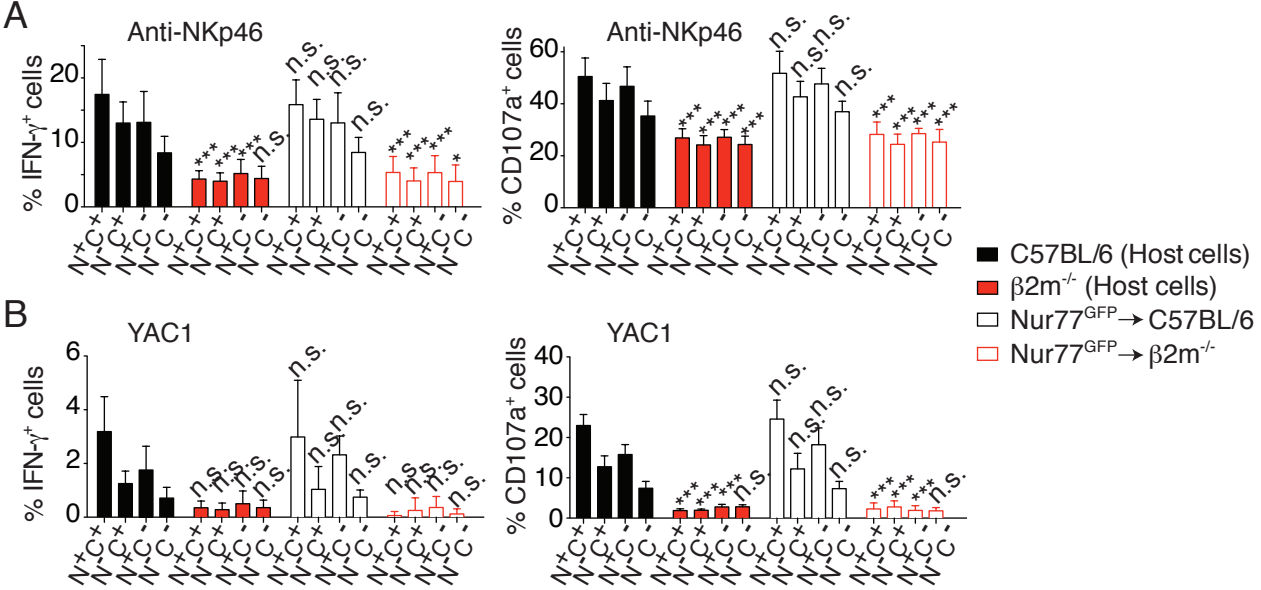 A
Anti-NKp46
% IFN-γ⁺ cells
20
10
0
*** *** *** n.s.
n.s. n.s. n.s. n.s.
*** *** *** *
N+C+ N-C+ N+C- N-C-
N+C+ N-C+ N+C- N-C-
N+C+ N-C+ N+C- N-C-
N+C+ N-C+ N+C- N-C-
Anti-NKp46
% CD107a⁺ cells
60
40
20
0
*** *** *** ***
n.s. n.s. n.s. n.s.
*** *** *** ***
N+C+ N-C+ N+C- N-C-
N+C+ N-C+ N+C- N-C-
N+C+ N-C+ N+C- N-C-
N+C+ N-C+ N+C- N-C-
C57BL/6 (Host cells)
β2m⁻/⁻ (Host cells)
Nur77ᴳᶠᴾ→ C57BL/6
Nur77ᴳᶠᴾ→ β2m⁻/⁻
B
YAC1
% IFN-γ⁺ cells
6
4
2
0
n.s. n.s. n.s. n.s.
n.s. n.s. n.s. n.s.
n.s. n.s. n.s. n.s.
N+C+ N-C+ N+C- N-C-
N+C+ N-C+ N+C- N-C-
N+C+ N-C+ N+C- N-C-
N+C+ N-C+ N+C- N-C-
YAC1
% CD107a⁺ cells
40
30
20
10
0
*** *** *** n.s.
n.s. n.s. n.s. n.s.
*** *** *** n.s.
N+C+ N-C+ N+C- N-C-
N+C+ N-C+ N+C- N-C-
N+C+ N-C+ N+C- N-C-
N+C+ N-C+ N+C- N-C-